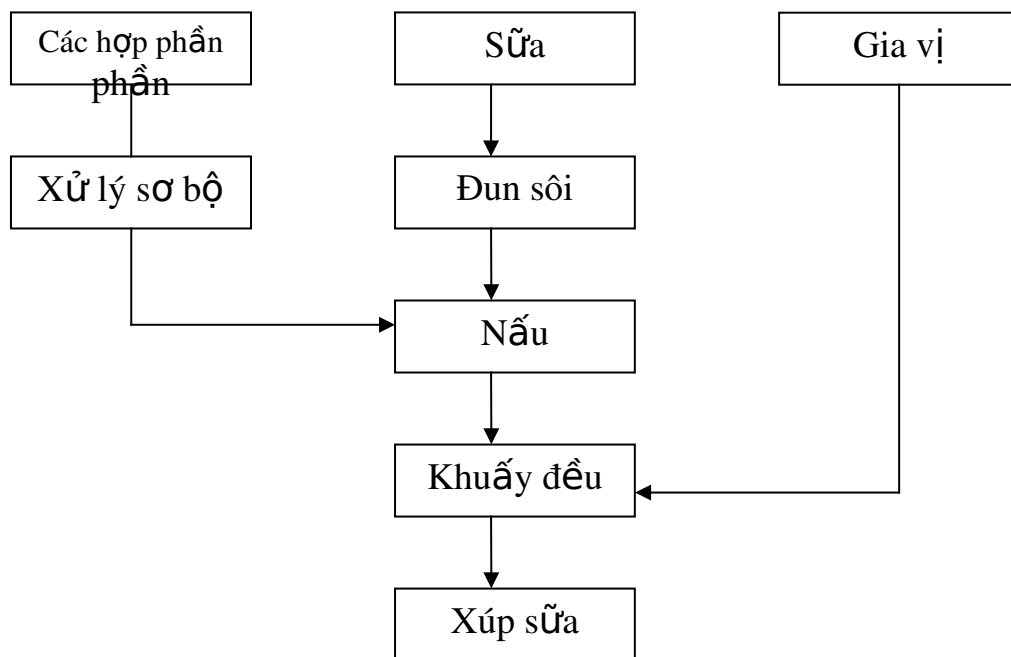 Các hợp phần
phần
Sữa
Gia vị
Xử lý sơ bộ
Đun sôi
Nấu
Khuấy đều
Xúp sữa